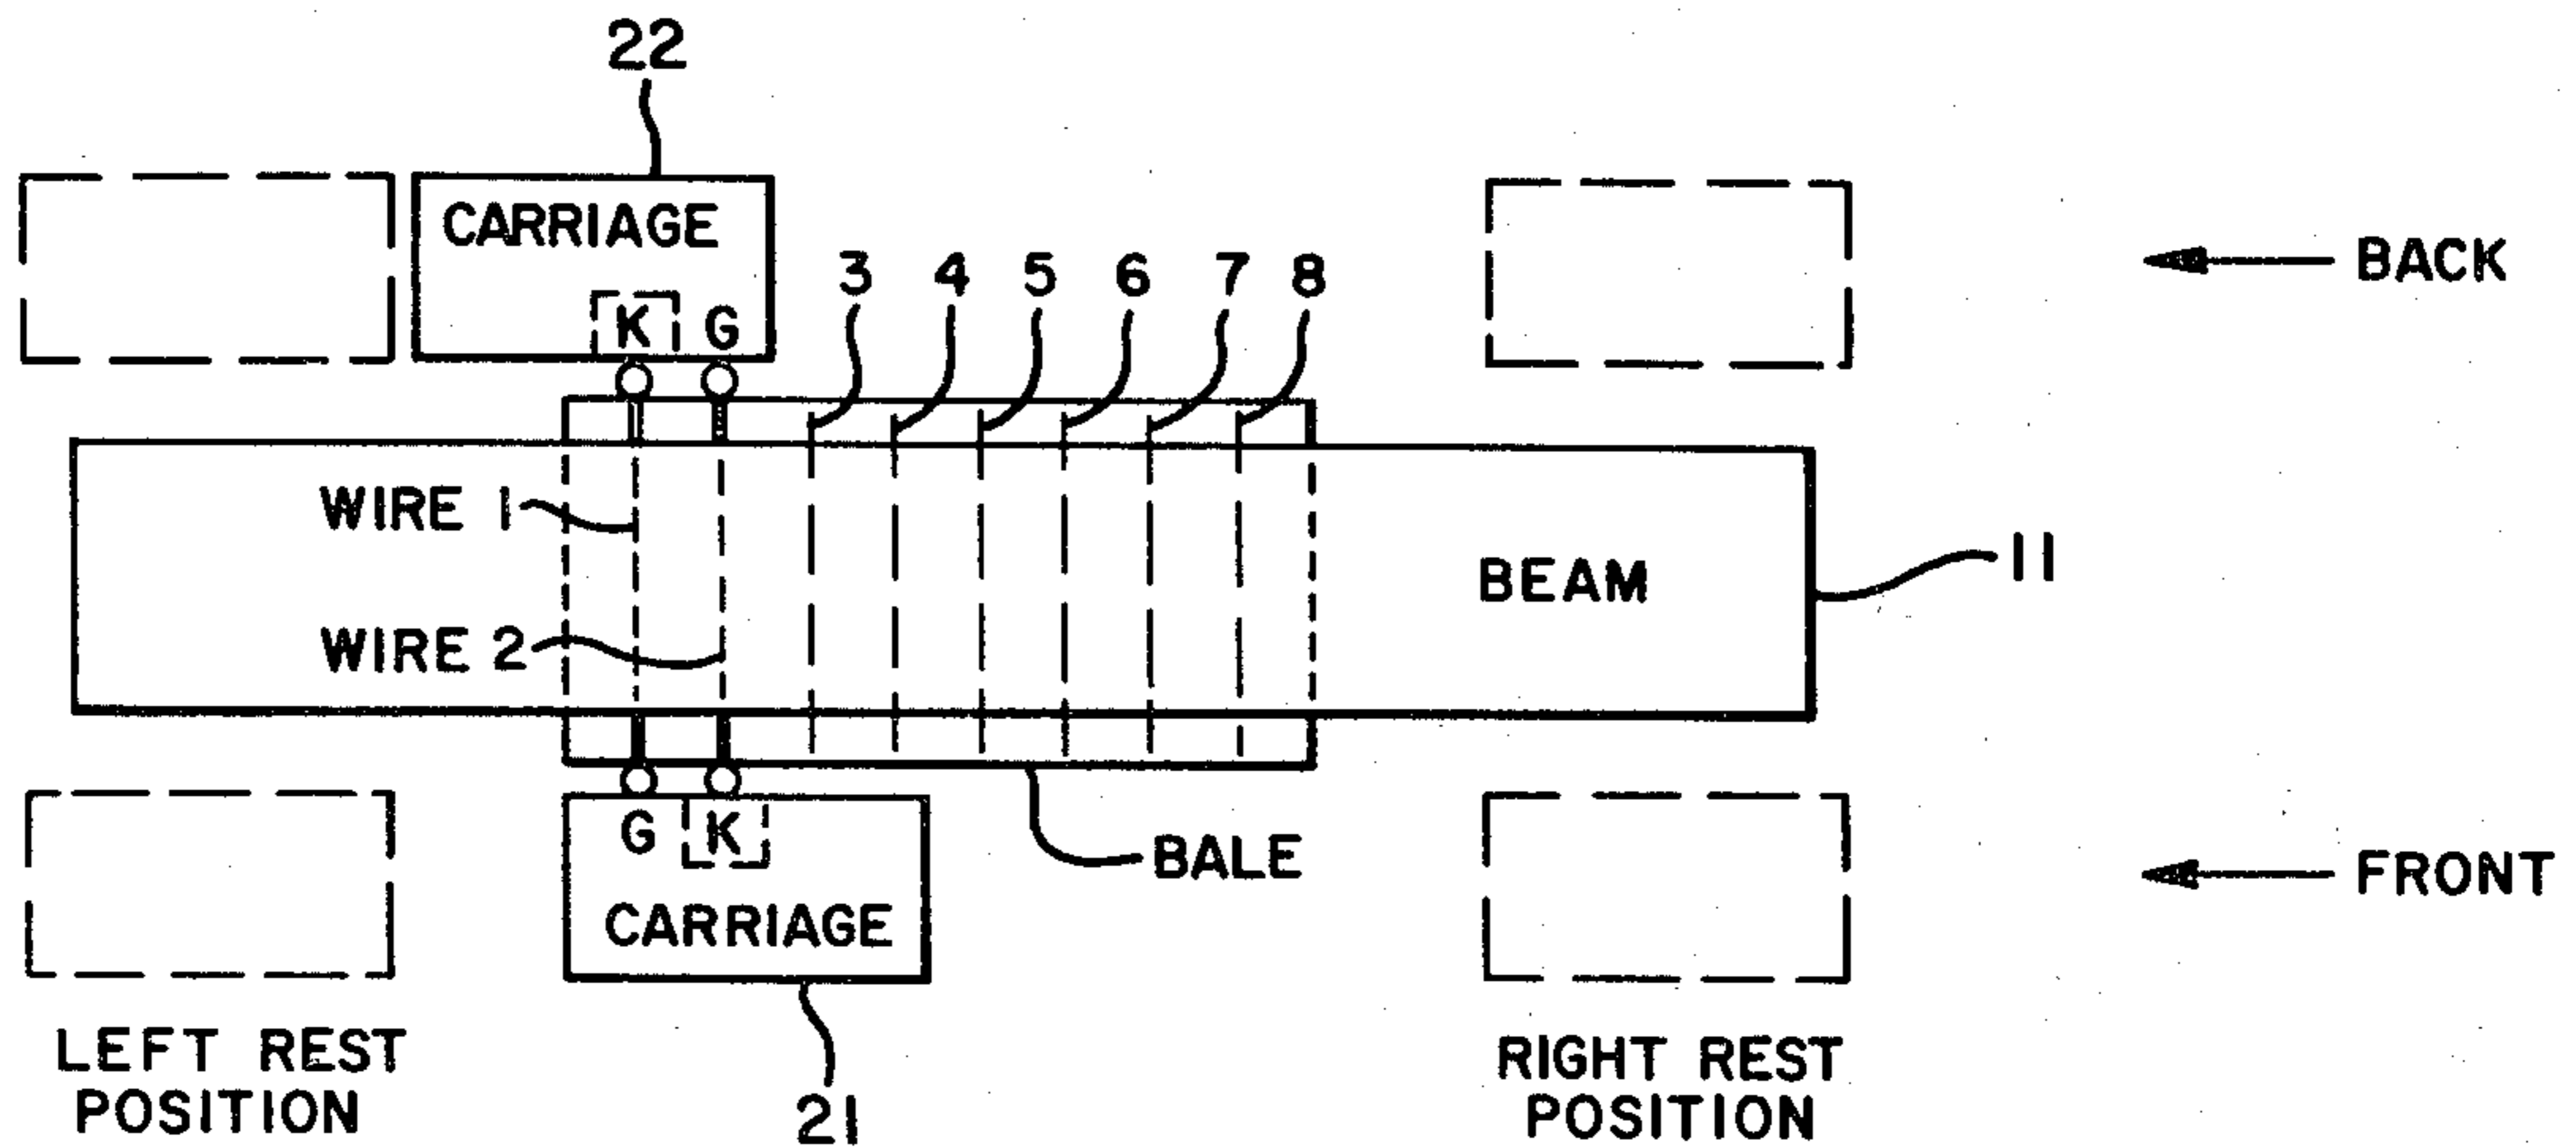 22
CARRIAGE
K G
3 4 5 6 7 8
BACK
WIRE 1
WIRE 2
BEAM
11
G K
CARRIAGE
BALE
FRONT
21
LEFT REST
POSITION
RIGHT REST
POSITION